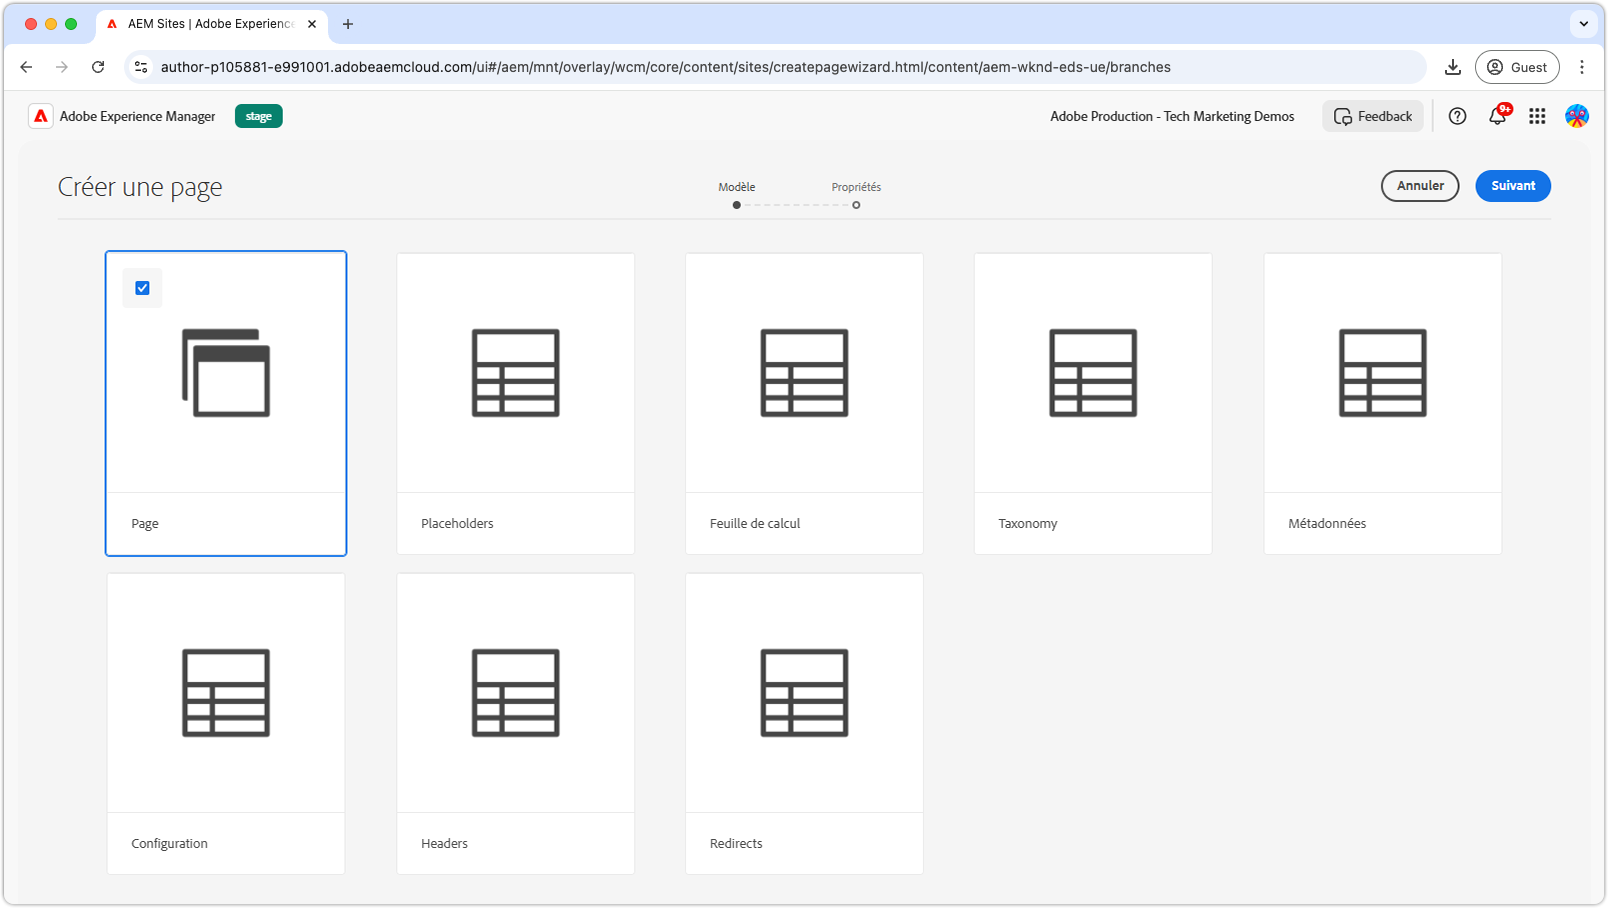 AEM Sites | Adobe Experience
author-p105881-e991001.adobeaemcloud.com/ui#/aem/mnt/overlay/wcm/core/content/sites/createpagewizard.html/content/aem-wknd-eds-ue/branches
Guest
Adobe Experience Manager
stage
Adobe Production - Tech Marketing Demos
Feedback
9+
Créer une page
Modèle
Propriétés
Annuler
Suivant
Page
Placeholders
Feuille de calcul
Taxonomy
Métadonnées
Configuration
Headers
Redirects